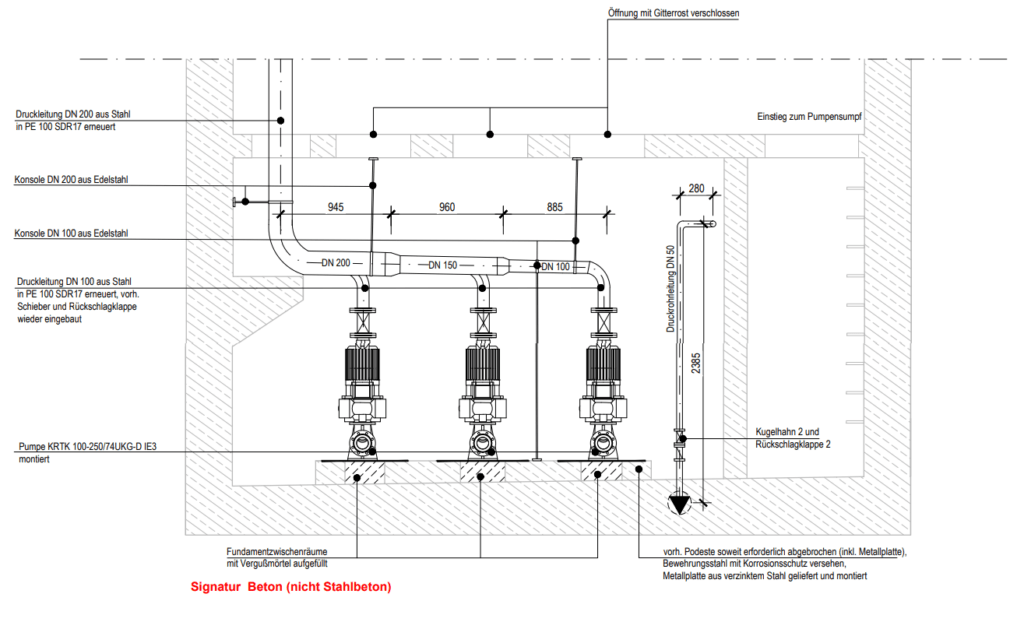 Öffnung mit Gitterrost verschlossen
Druckleitung DN 200 aus Stahl
in PE 100 SDR17 erneuert
Einstieg zum Pumpensumpf
Konsole DN 200 aus Edelstahl
280
945
960
885
Konsole DN 100 aus Edelstahl
DN 200
DN 150
DN 100
Druckrohrleitung DN 50
Druckleitung DN 100 aus Stahl
in PE 100 SDR17 erneuert, vorh.
Schieber und Rückschlagklappe
wieder eingebaut
2385
Kugelhahn 2 und
Rückschlagklappe 2
Pumpe KRTK 100-250/74UKG-D IE3
montiert
Fundamentzwischenräume
mit Vergußmörtel aufgefüllt
vorh. Podeste soweit erforderlich abgebrochen (inkl. Metallplatte),
Bewehrungsstahl mit Korrosionsschutz versehen,
Metallplatte aus verzinktem Stahl geliefert und montiert
Signatur Beton (nicht Stahlbeton)